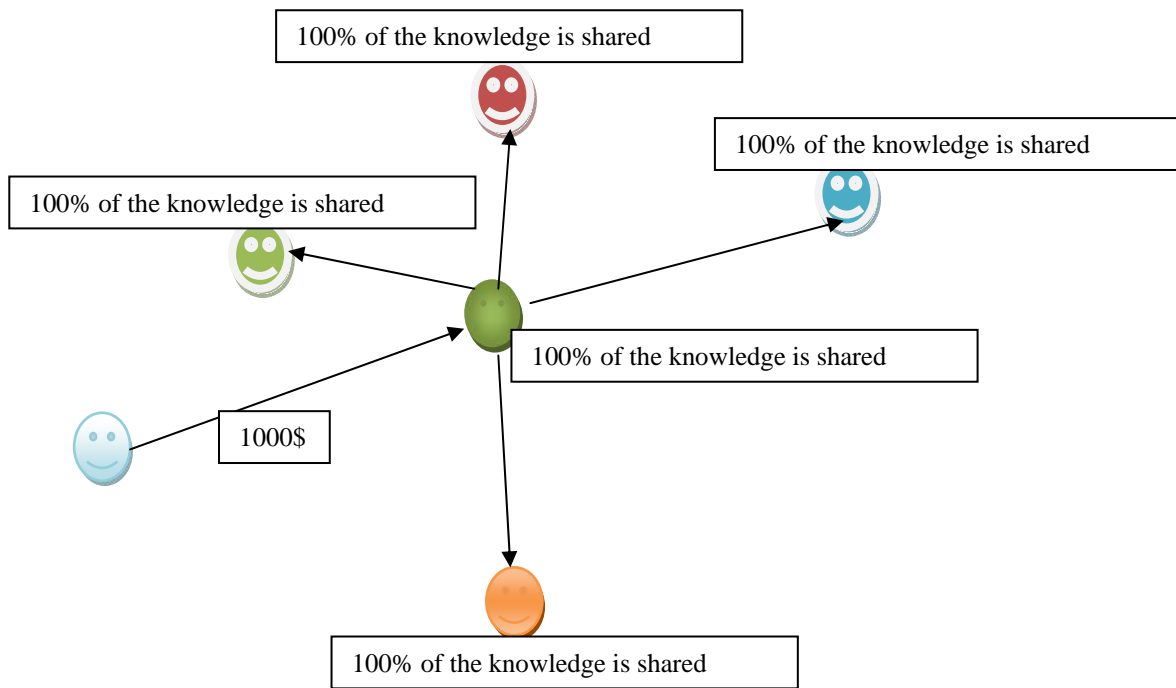 100% of the knowledge is shared
100% of the knowledge is shared
100% of the knowledge is shared
100% of the knowledge is shared
1000$
100% of the knowledge is shared